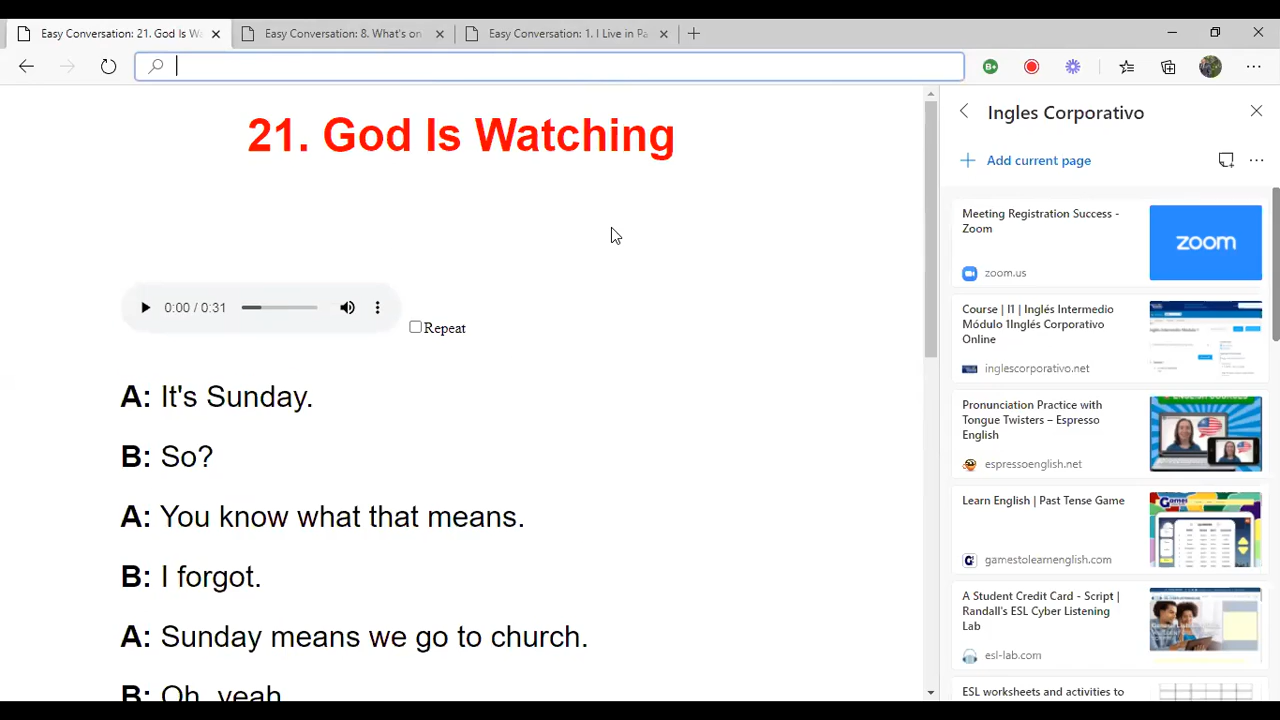 Easy Conversation: 21. God Is Wa
Easy Conversation: 8. What's on
Easy Conversation: 1. I Live in Pa
21. God Is Watching
0:00 / 0:31
Repeat
A: It's Sunday.
B: So?
A: You know what that means.
B: I forgot.
A: Sunday means we go to church.
B: Oh, yeah
Ingles Corporativo
Add current page
Meeting Registration Success -
Zoom
zoom
zoom.us
Course | I1 | Inglés Intermedio
Módulo 1Inglés Corporativo
Online
inglescorporativo.net
Pronunciation Practice with
Tongue Twisters – Espresso
English
espressoenglish.net
Learn English | Past Tense Game
gamestolearnenglish.com
A Student Credit Card - Script |
Randall's ESL Cyber Listening
Lab
esl-lab.com
ESL worksheets and activities to